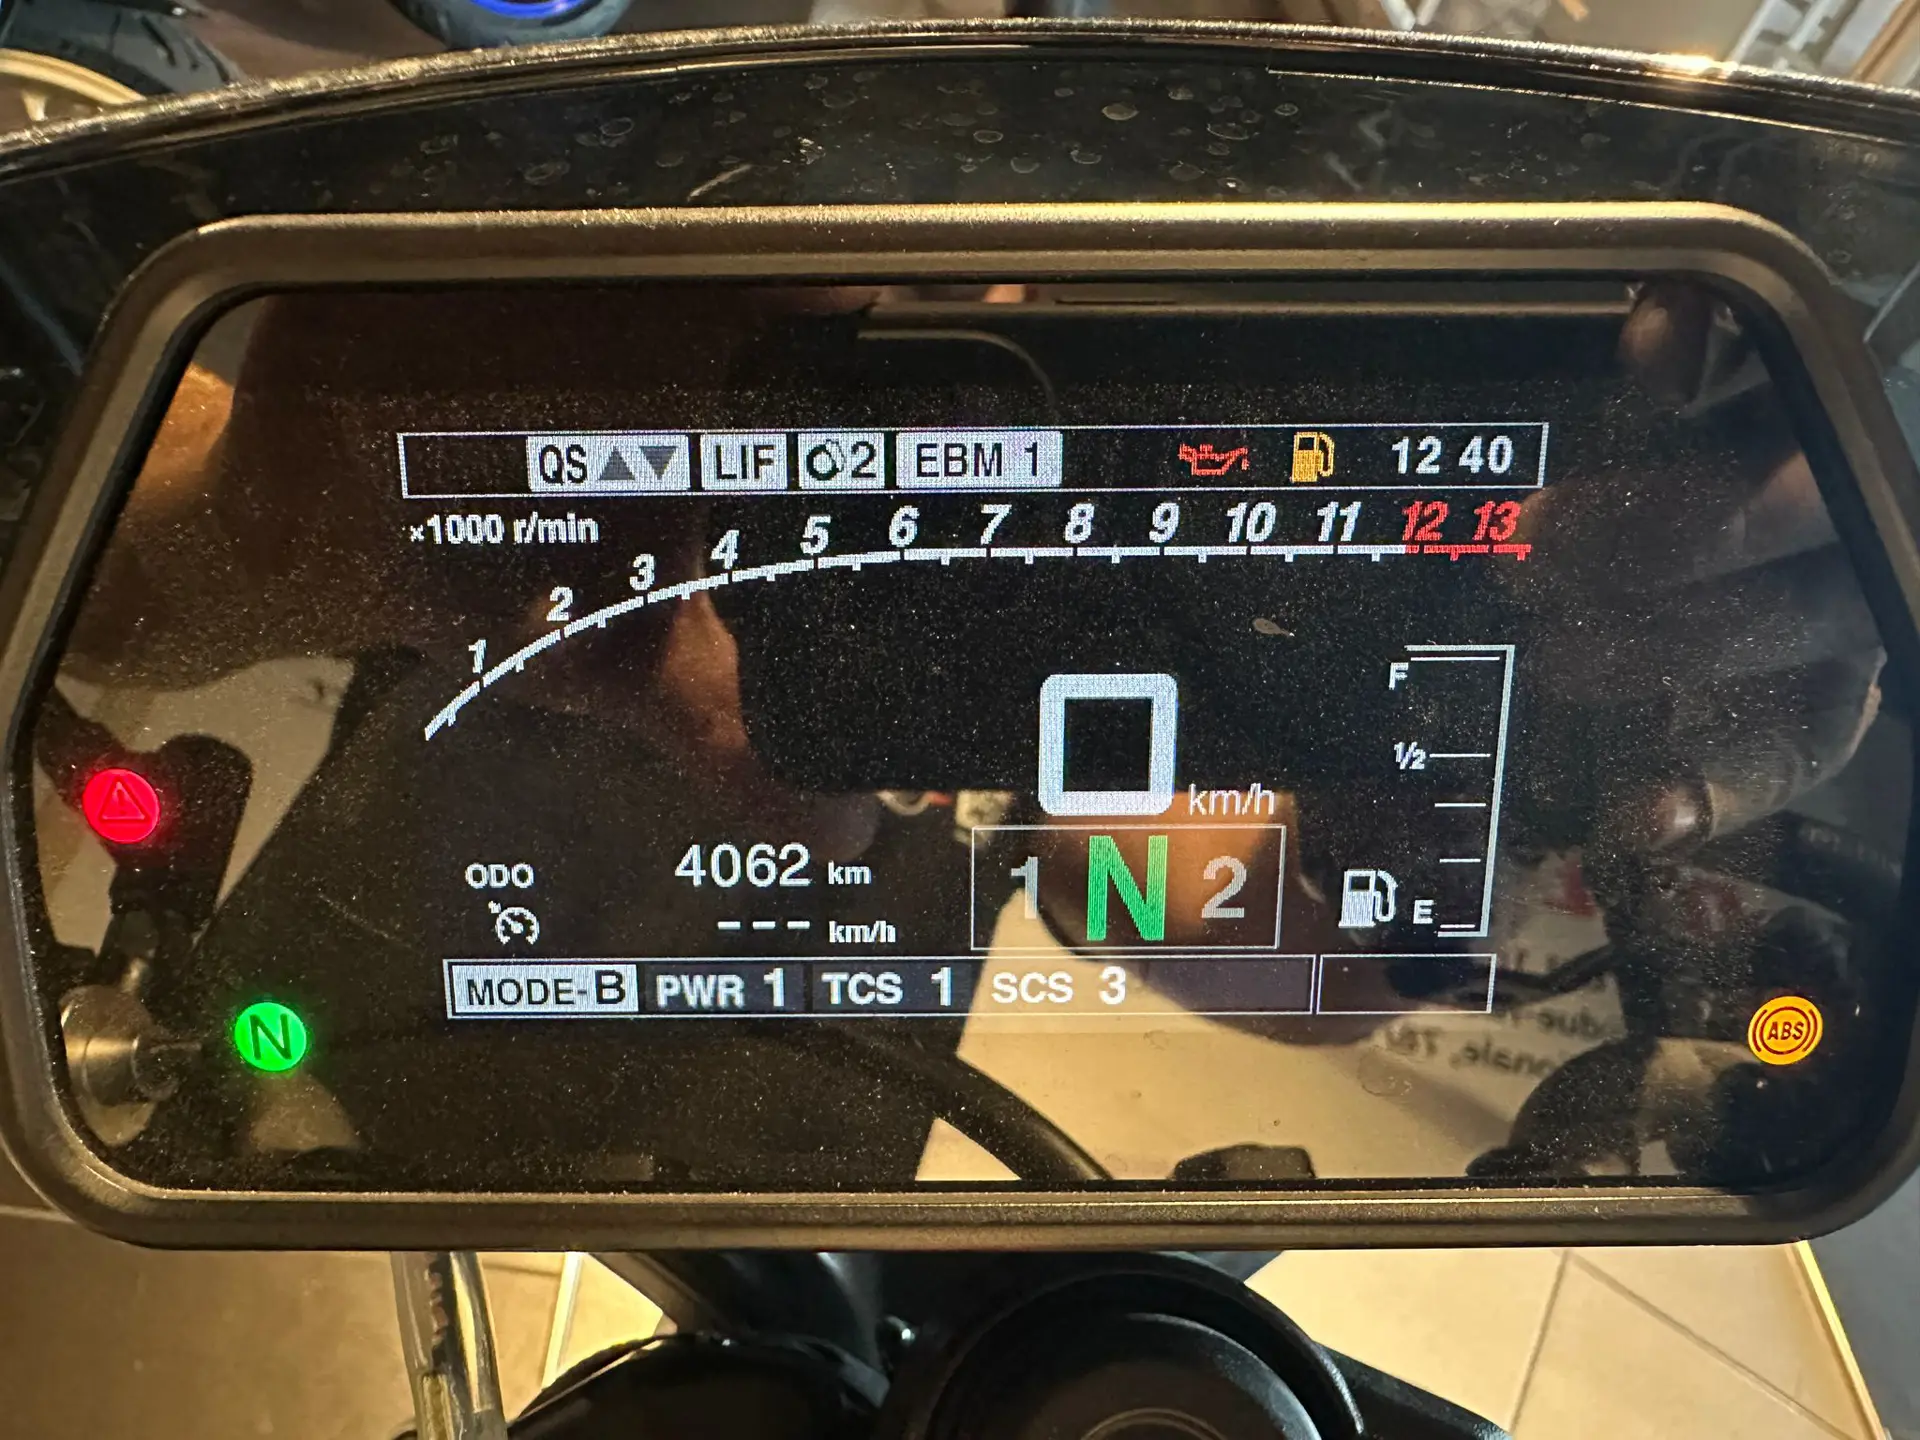 QS LIF 2 EBM 1 12 40
×1000 r/min
1 2 3 4 5 6 7 8 9 10 11 12 13
F
1/2
0 km/h
ODO 4062 km
--- km/h
1 N 2
E
MODE-B PWR 1 TCS 1 SCS 3
N
ABS